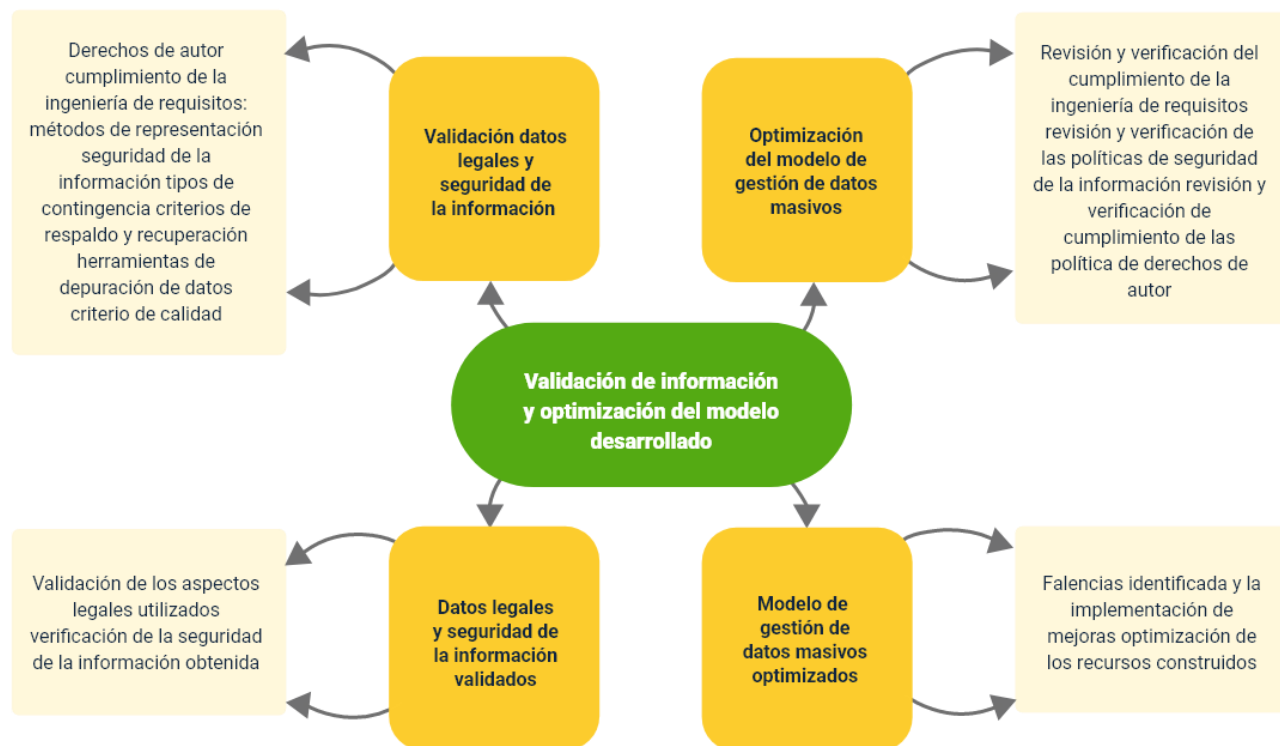 Derechos de autor
cumplimiento de la
ingeniería de requisitos:
métodos de representación
seguridad de la
información tipos de
contingencia criterios de
respaldo y recuperación
herramientas de
depuración de datos
criterio de calidad
Validación datos
legales y
seguridad de
la información
Optimización
del modelo de
gestión de datos
masivos
Revisión y verificación del
cumplimiento de la
ingeniería de requisitos
revisión y verificación de
las políticas de seguridad
de la información revisión y
verificación de
cumplimiento de las
política de derechos de
autor
Validación de información
y optimización del modelo
desarrollado
Validación de los aspectos
legales utilizados
verificación de la seguridad
de la información obtenida
Datos legales
y seguridad de
la información
validados
Modelo de
gestión de
datos masivos
optimizados
Falencias identificada y la
implementación de
mejoras optimización de
los recursos construidos